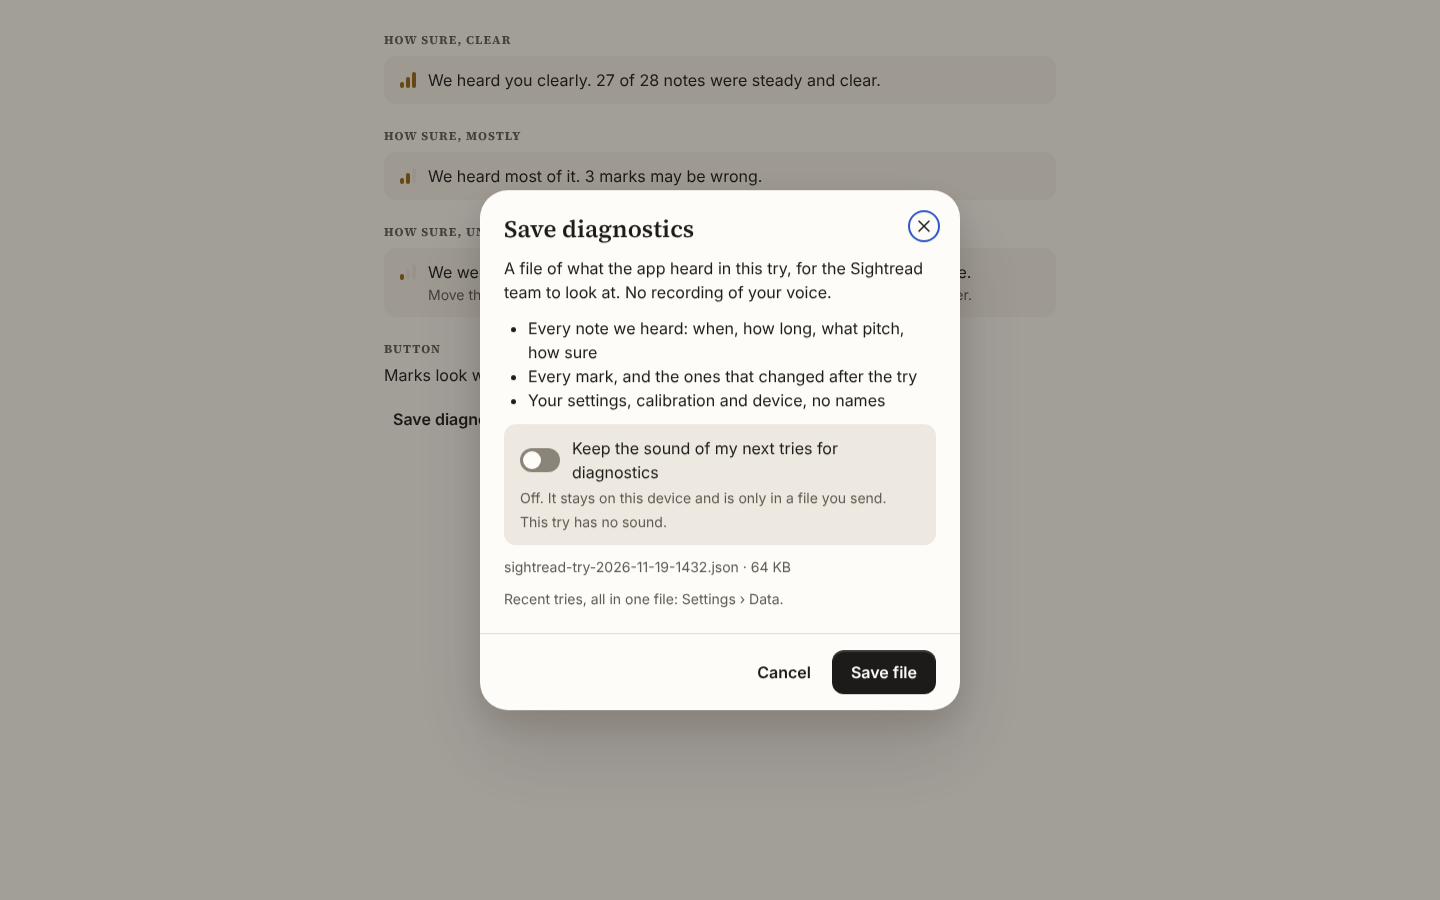 HOW SURE, CLEAR
We heard you clearly. 27 of 28 notes were steady and clear.
HOW SURE, MOSTLY
We heard most of it. 3 marks may be wrong.
HOW SURE,
We
Move
BUTTON
Marks look
Save
Save diagnostics
A file of what the app heard in this try, for the Sightread
team to look at. No recording of your voice.
• Every note we heard: when, how long, what pitch,
how sure
• Every mark, and the ones that changed after the try
• Your settings, calibration and device, no names
Keep the sound of my next tries for
diagnostics
Off. It stays on this device and is only in a file you send.
This try has no sound.
sightread-try-2026-11-19-1432.json · 64 KB
Recent tries, all in one file: Settings › Data.
Cancel
Save file